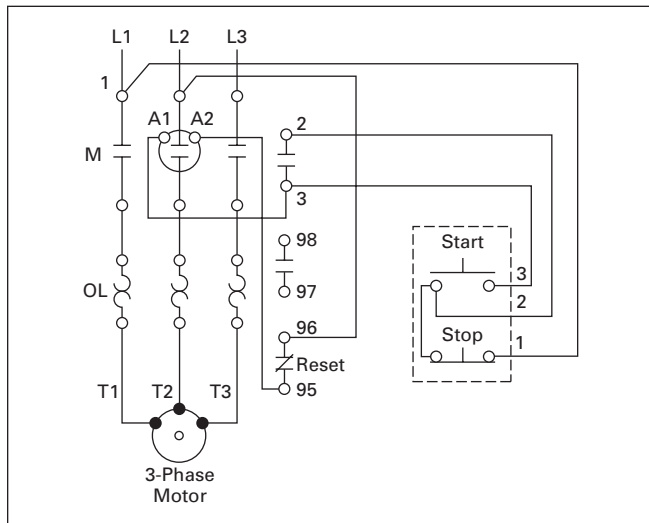 L1 L2 L3
1
A1 A2
2
M
3
98
Start
97
3
OL
2
96
Stop
1
Reset
T1 T2 T3
95
3-Phase
Motor